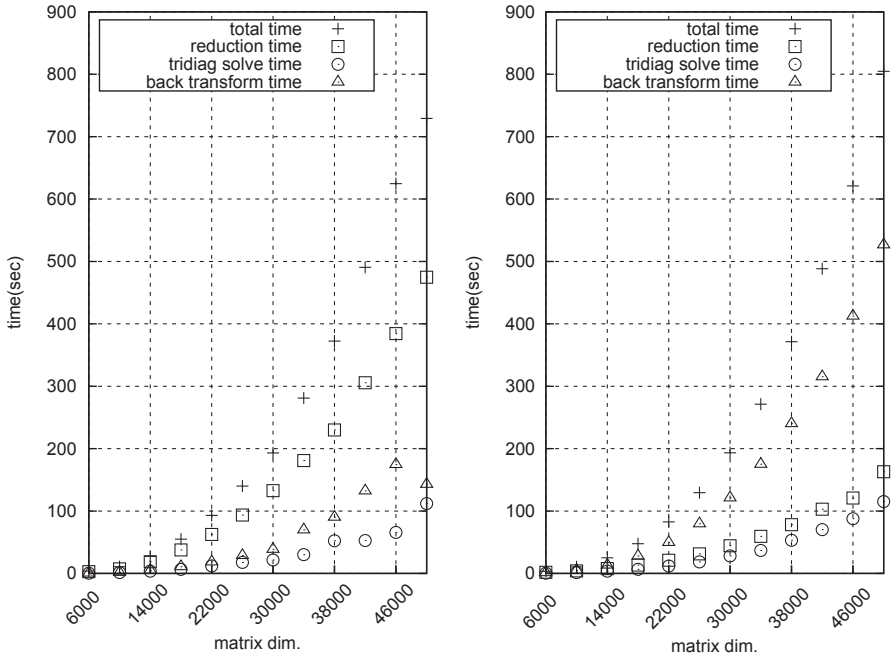 900
800
700
600
500
400
300
200
100
0
time(sec)
total time
reduction time
tridiag solve time
back transform time
6000
14000
22000
30000
38000
46000
matrix dim.
900
800
700
600
500
400
300
200
100
0
time(sec)
total time
reduction time
tridiag solve time
back transform time
6000
14000
22000
30000
38000
46000
matrix dim.